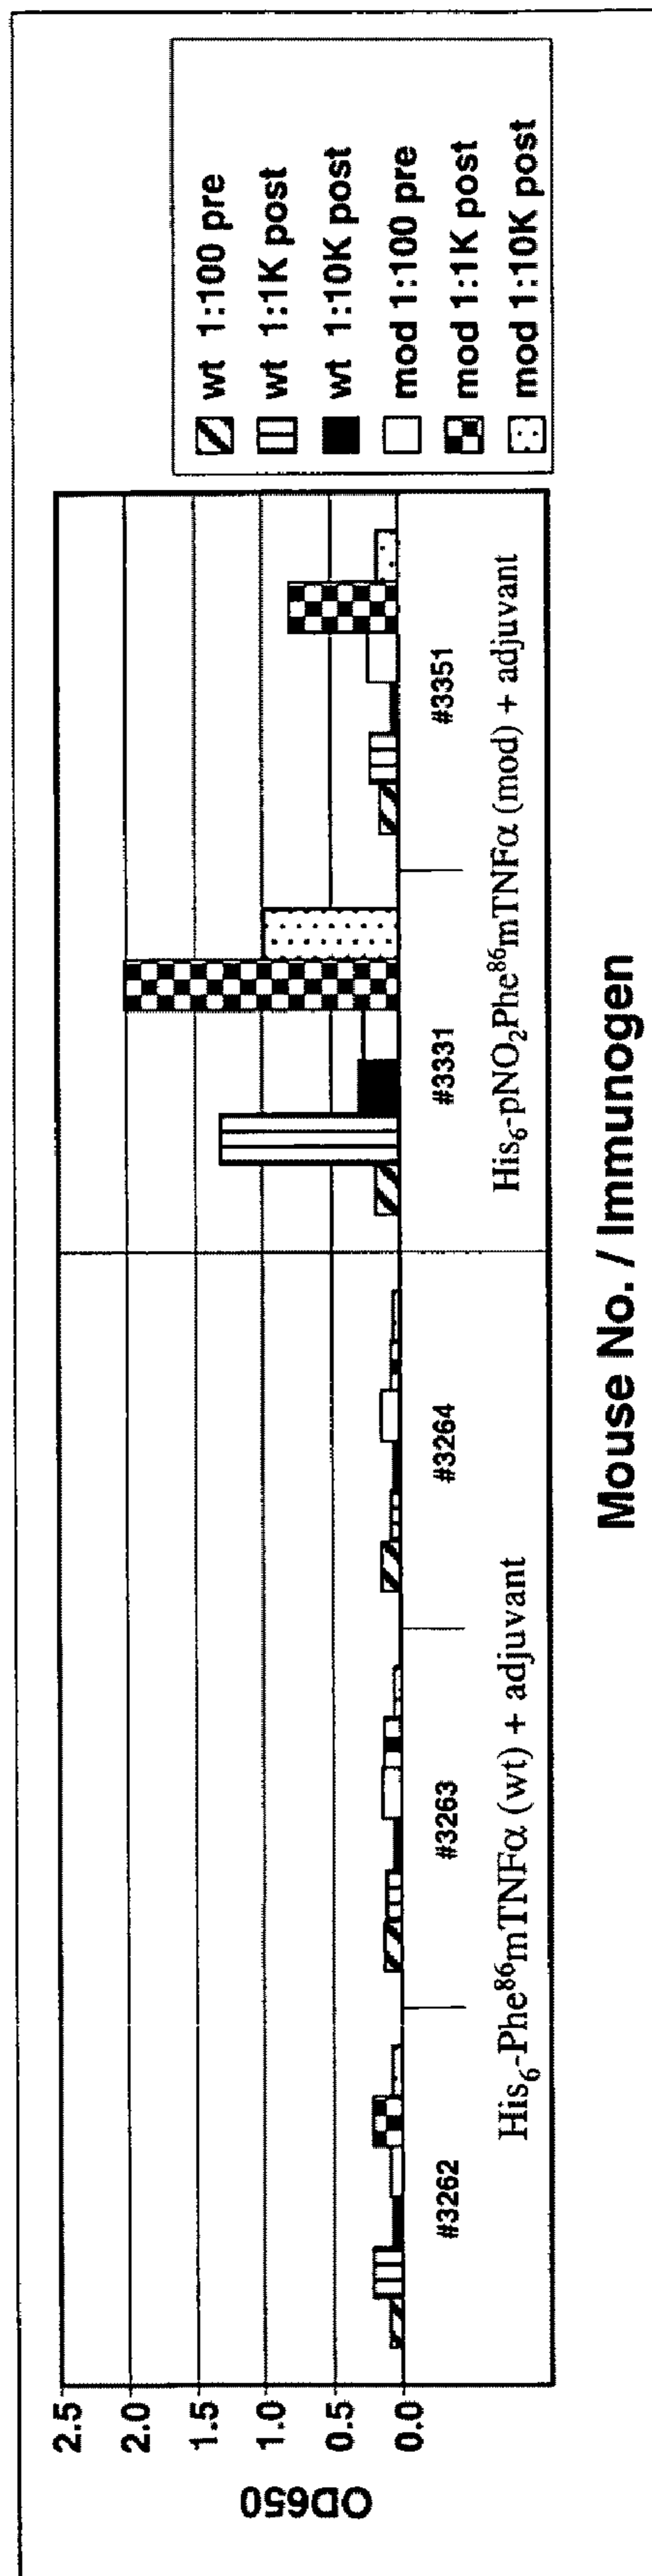 OD650
2.5
2.0
1.5
1.0
0.5
0.0
#3262
#3263
#3264
#3331
#3351
His6-Phe86mTNFα (wt) + adjuvant
His6-pNO2Phe86mTNFα (mod) + adjuvant
Mouse No. / Immunogen
wt 1:100 pre
wt 1:1K post
wt 1:10K post
mod 1:100 pre
mod 1:1K post
mod 1:10K post